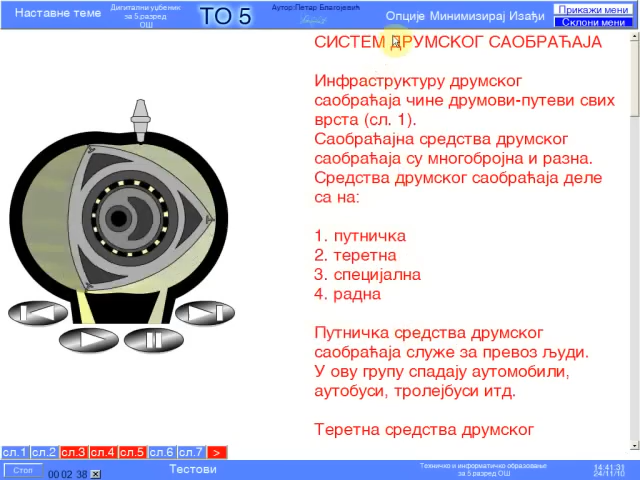 Наставне теме
Дигитални уџбеник
за 5.разред
ОШ
ТО 5
Аутор:Петар Благојевић
Опције Минимизирај Изађи
Прикажи мени
Склони мени
СИСТЕМ ДРУМСКОГ САОБРАЋАЈА
Инфраструктуру друмског
саобраћаја чине друмови-путеви свих
врста (сл. 1).
Саобраћајна средства друмског
саобраћаја су многобројна и разна.
Средства друмског саобраћаја деле
са на:
1. путничка
2. теретна
3. специјална
4. радна
Путничка средства друмског
саобраћаја служе за превоз људи.
У ову групу спадају аутомобили,
аутобуси, тролејбуси итд.
Теретна средства друмског
сл.1 сл.2 сл.3 сл.4 сл.5 сл.6 сл.7 >
Стоп
00:02 38
Тестови
Техничко и информатичко образовање
за 5.разред ОШ
14:41:31
24/11/10